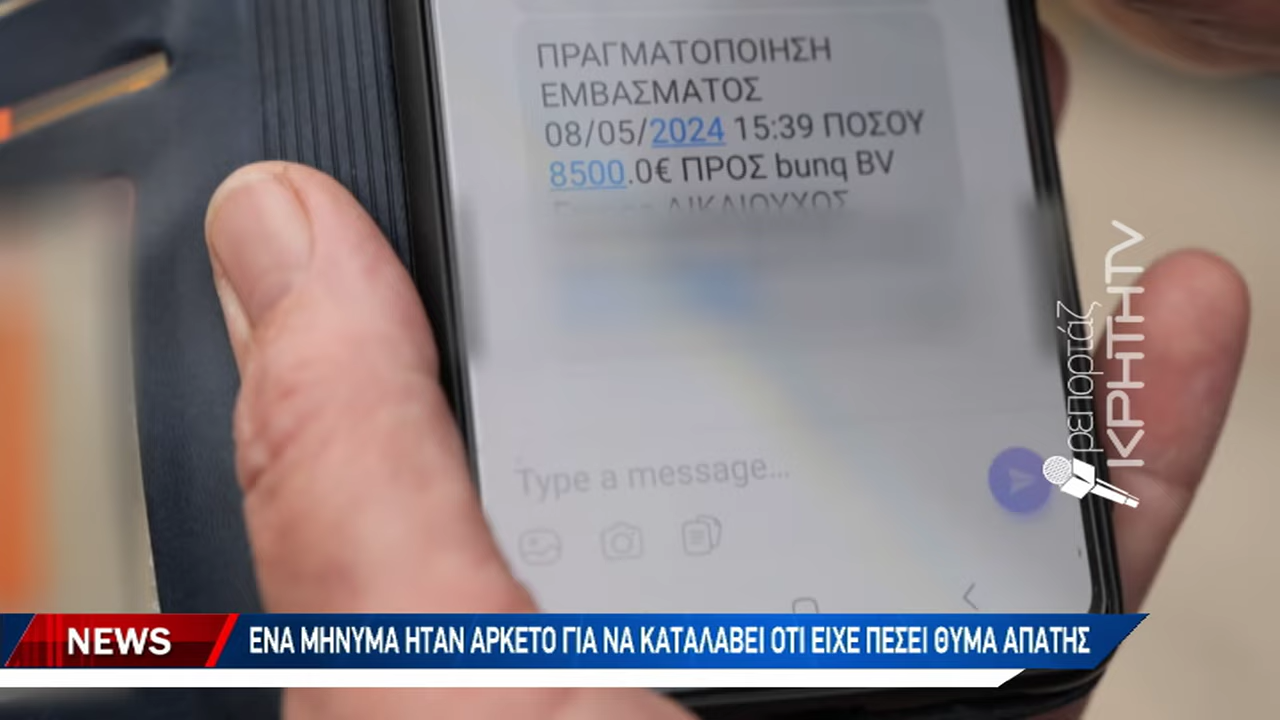 ΠΡΑΓΜΑΤΟΠΟΙΗΣΗ
ΕΜΒΑΣΜΑΤΟΣ
08/05/2024 15:39 ΠΟΣΟΥ
8500.0€ ΠΡΟΣ bunq BV
ΔΙΚΑΙΟΥΧΟΣ
Type a message...
ρεπορτάζ
ΚΡΗΤΗTV
NEWS
ΕΝΑ ΜΗΝΥΜΑ ΗΤΑΝ ΑΡΚΕΤΟ ΓΙΑ ΝΑ ΚΑΤΑΛΑΒΕΙ ΟΤΙ ΕΙΧΕ ΠΕΣΕΙ ΘΥΜΑ ΑΠΑΤΗΣ